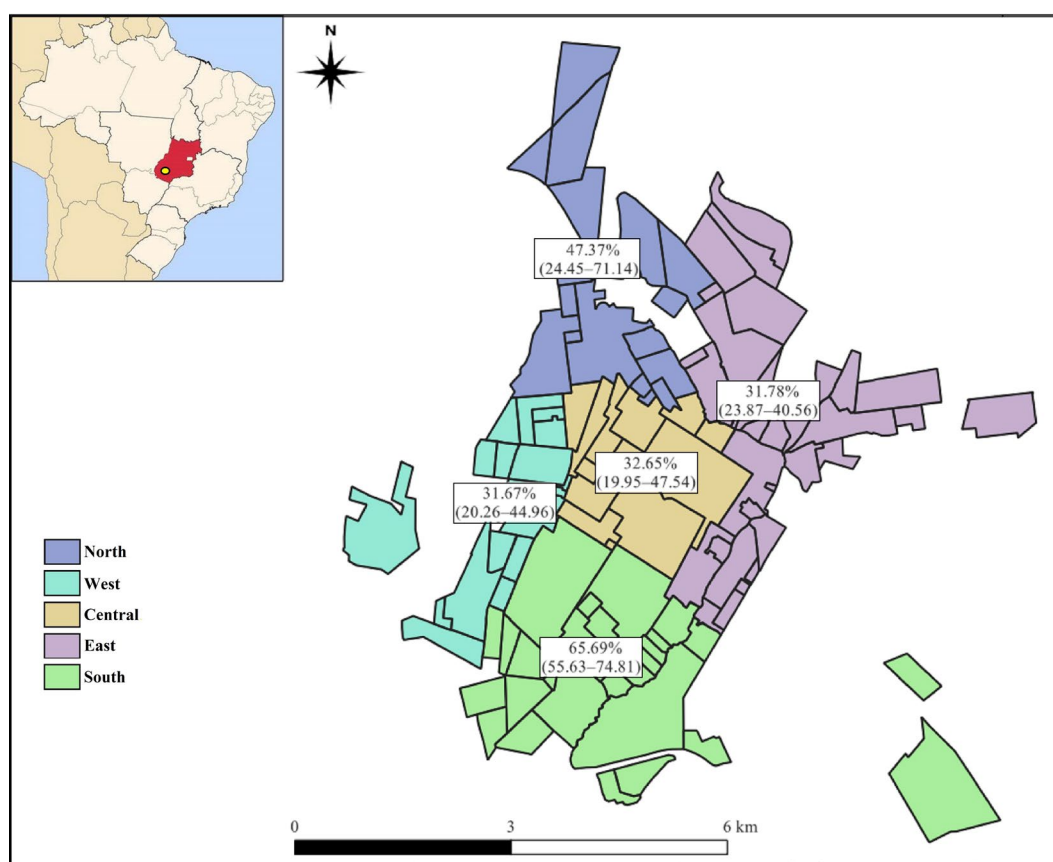 N
47.37%
(24.45–71.14)
31.78%
(23.87–40.56)
32.65%
(19.95–47.54)
31.67%
(20.26–44.96)
65.69%
(55.63–74.81)
North
West
Central
East
South
0 3 6 km